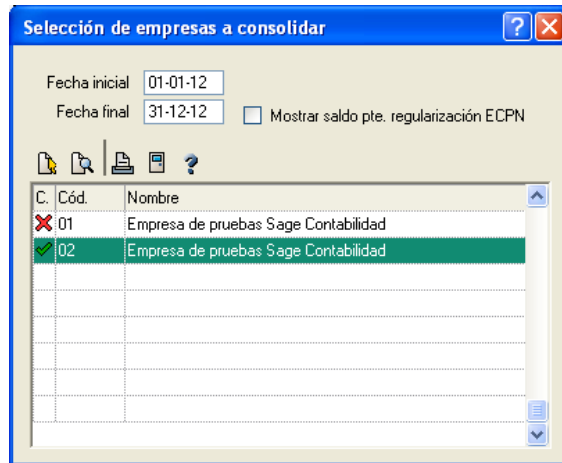 Selección de empresas a consolidar
Fecha inicial 01-01-12
Fecha final 31-12-12 Mostrar saldo pte. regularización ECPN
C. Cód. Nombre
01 Empresa de pruebas Sage Contabilidad
02 Empresa de pruebas Sage Contabilidad